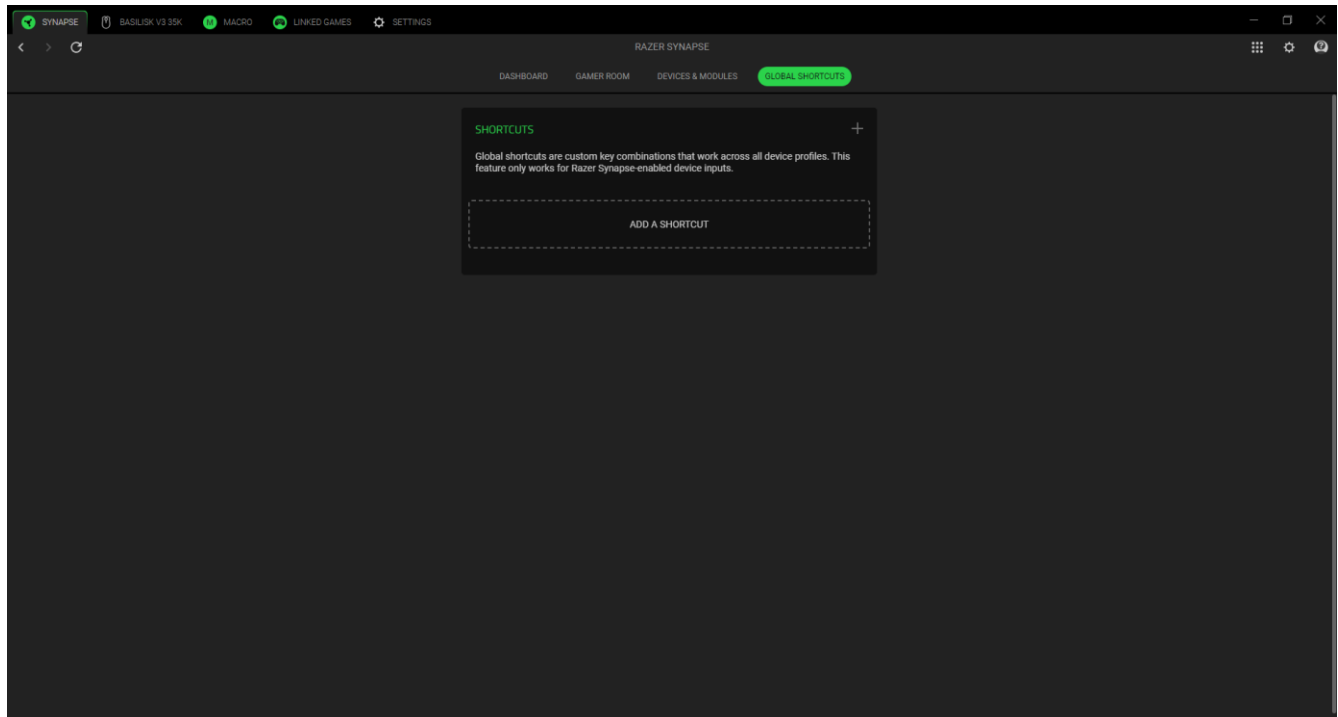 SYNAPSE BASILISK V3 35K MACRO LINKED GAMES SETTINGS
RAZER SYNAPSE
DASHBOARD GAMER ROOM DEVICES & MODULES GLOBAL SHORTCUTS
SHORTCUTS
Global shortcuts are custom key combinations that work across all device profiles. This
feature only works for Razer Synapse-enabled device inputs.
ADD A SHORTCUT